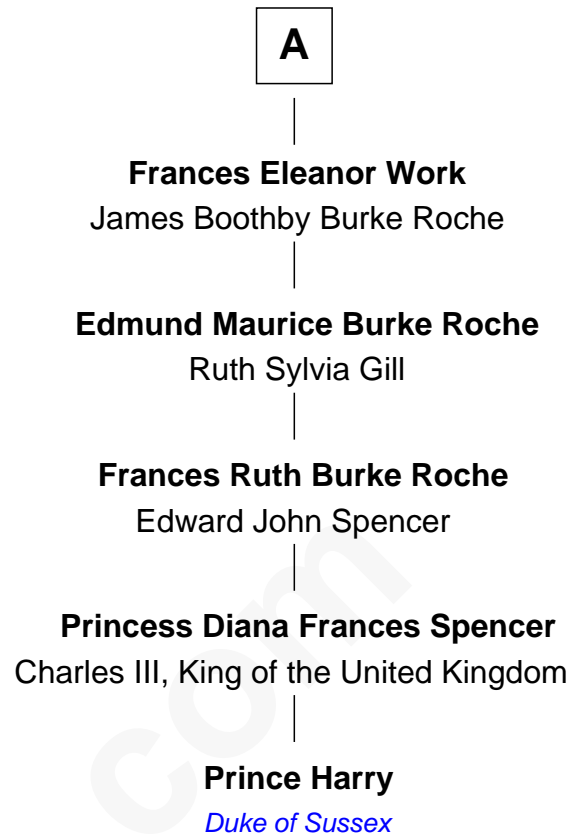 A
Frances Eleanor Work
James Boothby Burke Roche
Edmund Maurice Burke Roche
Ruth Sylvia Gill
Frances Ruth Burke Roche
Edward John Spencer
Princess Diana Frances Spencer
Charles III, King of the United Kingdom
Prince Harry
Duke of Sussex
com